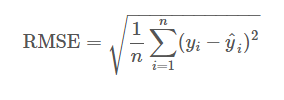 RMSE = √(1/n ∑_{i=1}^{n} (y_i − ŷ_i)²)